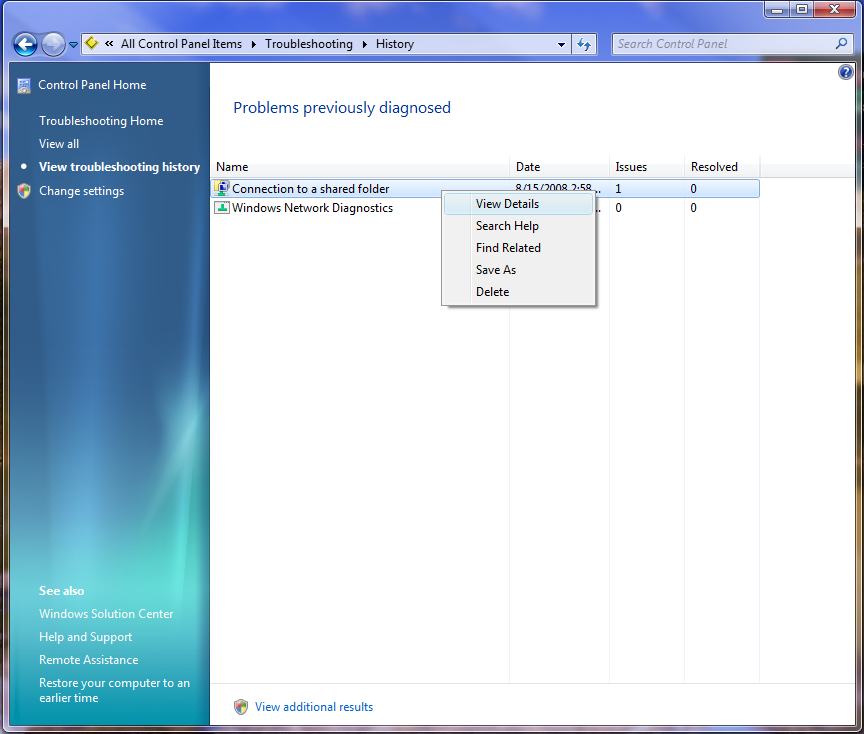 « All Control Panel Items Troubleshooting History
Search Control Panel
Control Panel Home
Troubleshooting Home
View all
View troubleshooting history
Change settings
Problems previously diagnosed
Name Date Issues Resolved
Connection to a shared folder 8/15/2008 2:58... 1 0
Windows Network Diagnostics 0 0
View Details
Search Help
Find Related
Save As
Delete
See also
Windows Solution Center
Help and Support
Remote Assistance
Restore your computer to an
earlier time
View additional results